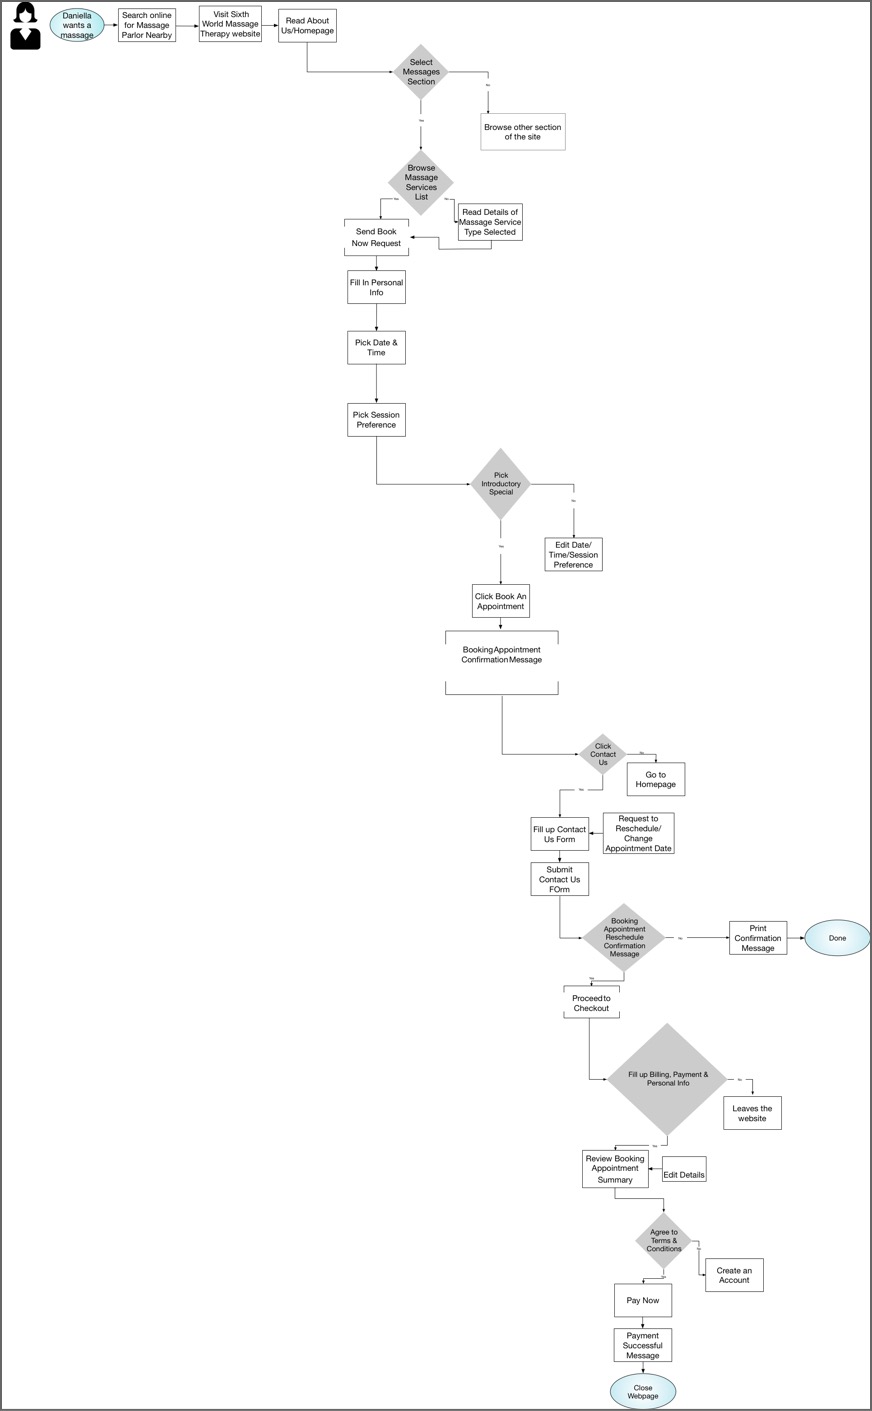 Daniella
wants a
massage
Search online
for Massage
Parlor Nearby
Visit Sixth
World Massage
Therapy website
Read About
Us/Homepage
Select
Messages
Section
No
Yes
Browse other section
of the site
Browse
Massage
Services
List
Yes
No
Read Details of
Massage Service
Type Selected
Send Book
Now Request
Fill In Personal
Info
Pick Date &
Time
Pick Session
Preference
Pick
Introductory
Special
No
Yes
Edit Date/
Time/Session
Preference
Click Book An
Appointment
Booking Appointment
Confirmation Message
Click
Contact
Us
No
Go to
Homepage
Fill up Contact
Us Form
Request to
Reschedule/
Change
Appointment Date
Submit
Contact Us
FOrm
Booking
Appointment
Reschedule
Confirmation
Message
No
Print
Confirmation
Message
Done
Yes
Proceed to
Checkout
Fill up Billing, Payment &
Personal Info
No
Leaves the
website
Yes
Review Booking
Appointment
Summary
Edit Details
Agree to
Terms &
Conditions
Create an
Account
Pay Now
Payment
Successful
Message
Close
Webpage